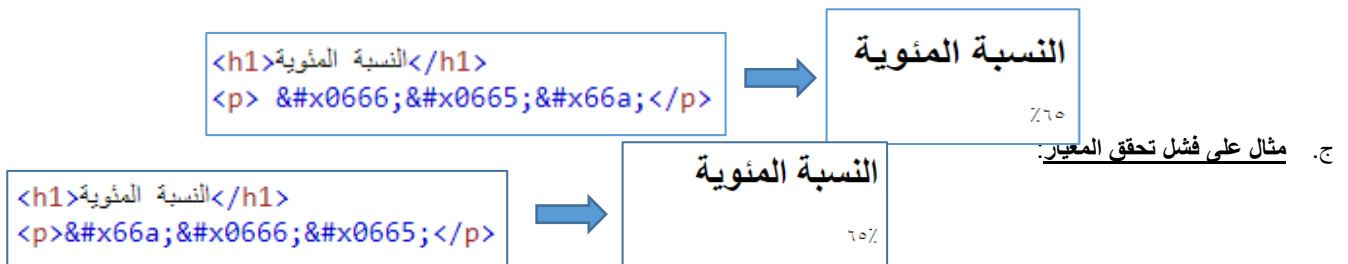 <h1>النسبة المئوية</h1>
<p> &#x0666;&#x0665;&#x66a;</p>
النسبة المئوية
٦٥٪
ج. مثال على فشل تحقق المعيار:
<h1>النسبة المئوية</h1>
<p>&#x66a;&#x0666;&#x0665;</p>
النسبة المئوية
٪٦٥